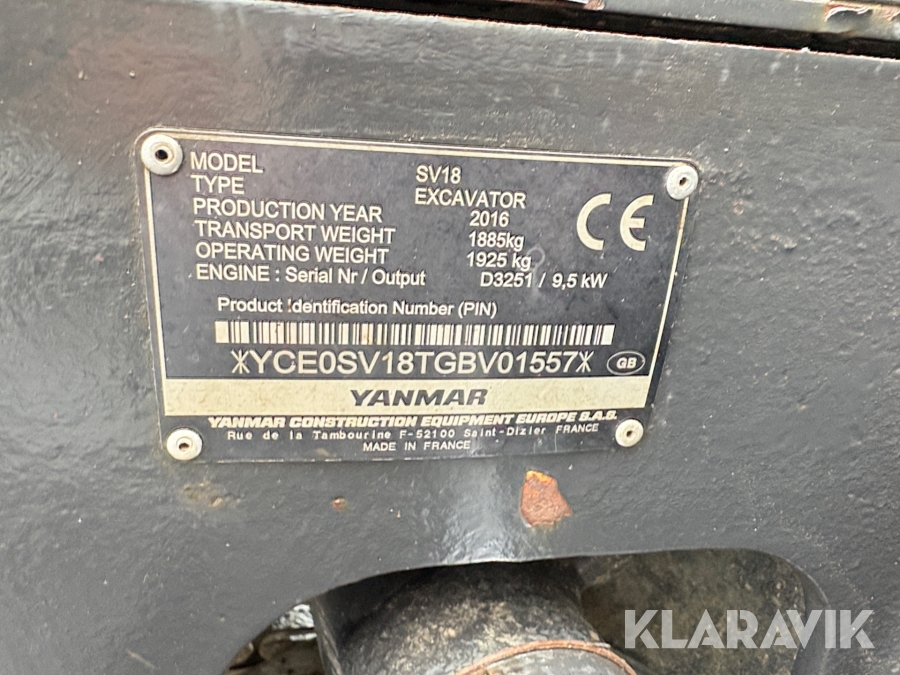 MODEL SV18
TYPE EXCAVATOR
PRODUCTION YEAR 2016
TRANSPORT WEIGHT 1885kg
OPERATING WEIGHT 1925 kg
ENGINE : Serial Nr / Output D3251 / 9,5 kW
CE
Product Identification Number (PIN)
*YCE0SV18TGBV01557*
GB
YANMAR
YANMAR CONSTRUCTION EQUIPMENT EUROPE S.A.S.
Rue de la Tambourine F-52100 Saint-Dizier FRANCE
MADE IN FRANCE
KLARAVIK